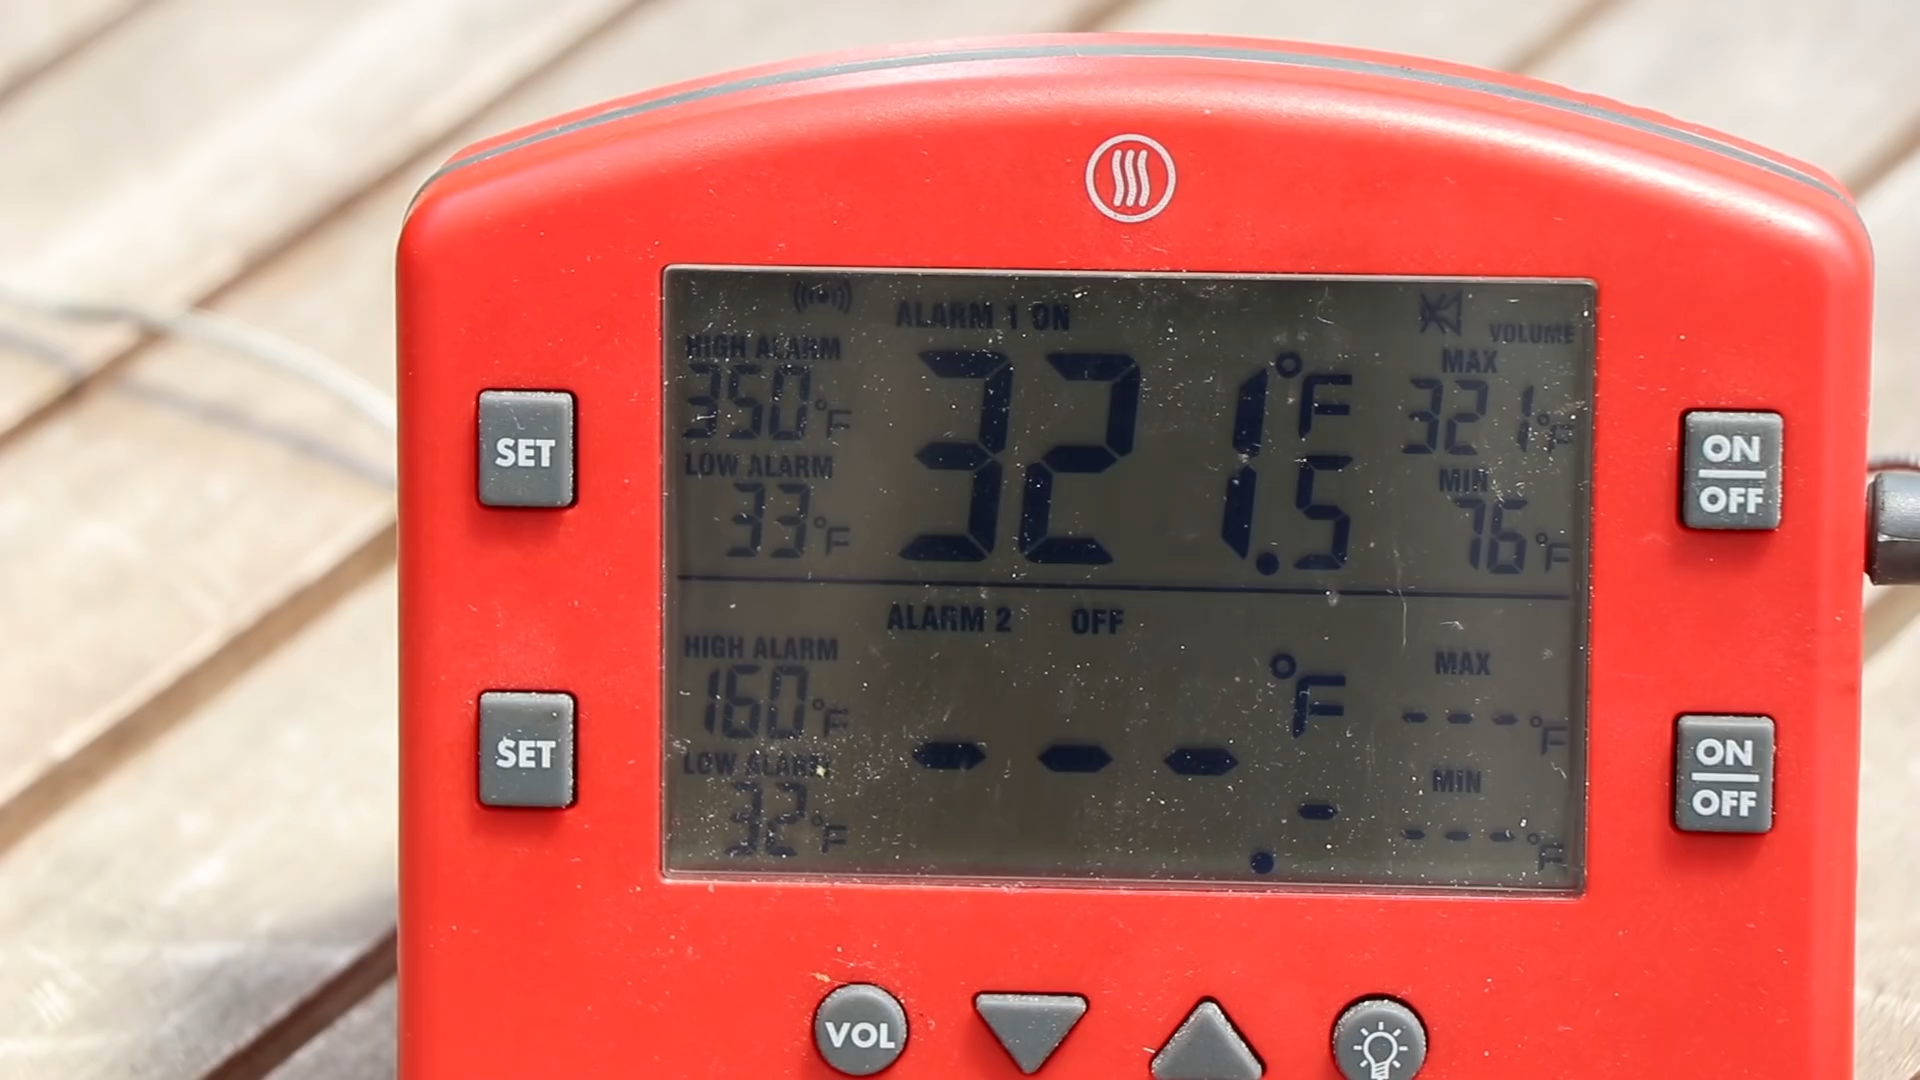 ALARM 1 ON
VOLUME
HIGH ALARM
350°F
LOW ALARM
33°F
321.5°F
MAX
321°F
MIN
76°F
SET
ON
OFF
ALARM 2 OFF
HIGH ALARM
160°F
LOW ALARM
32°F
---.-°F
MAX
---°F
MIN
---°F
SET
ON
OFF
VOL